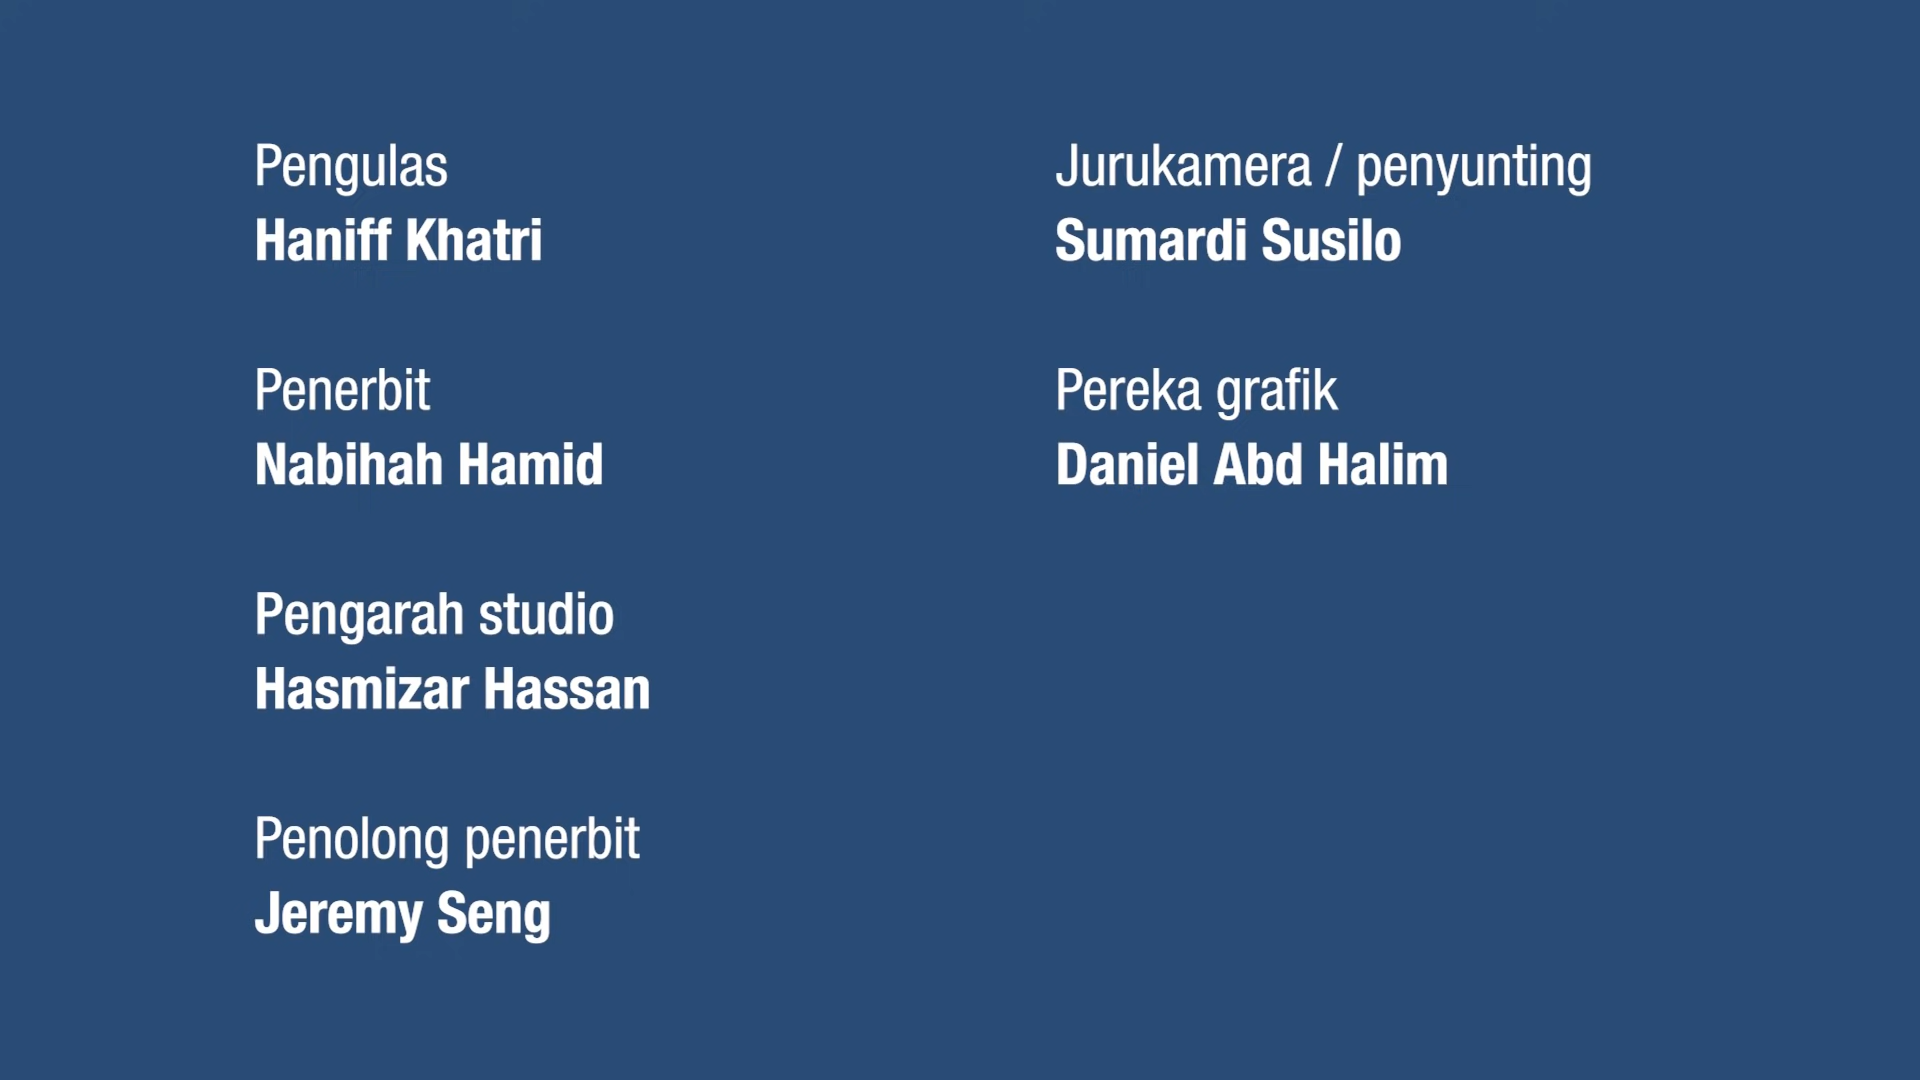 Pengulas
Haniff Khatri
Penerbit
Nabihah Hamid
Pengarah studio
Hasmizar Hassan
Penolong penerbit
Jeremy Seng
Jurukamera / penyunting
Sumardi Susilo
Pereka grafik
Daniel Abd Halim